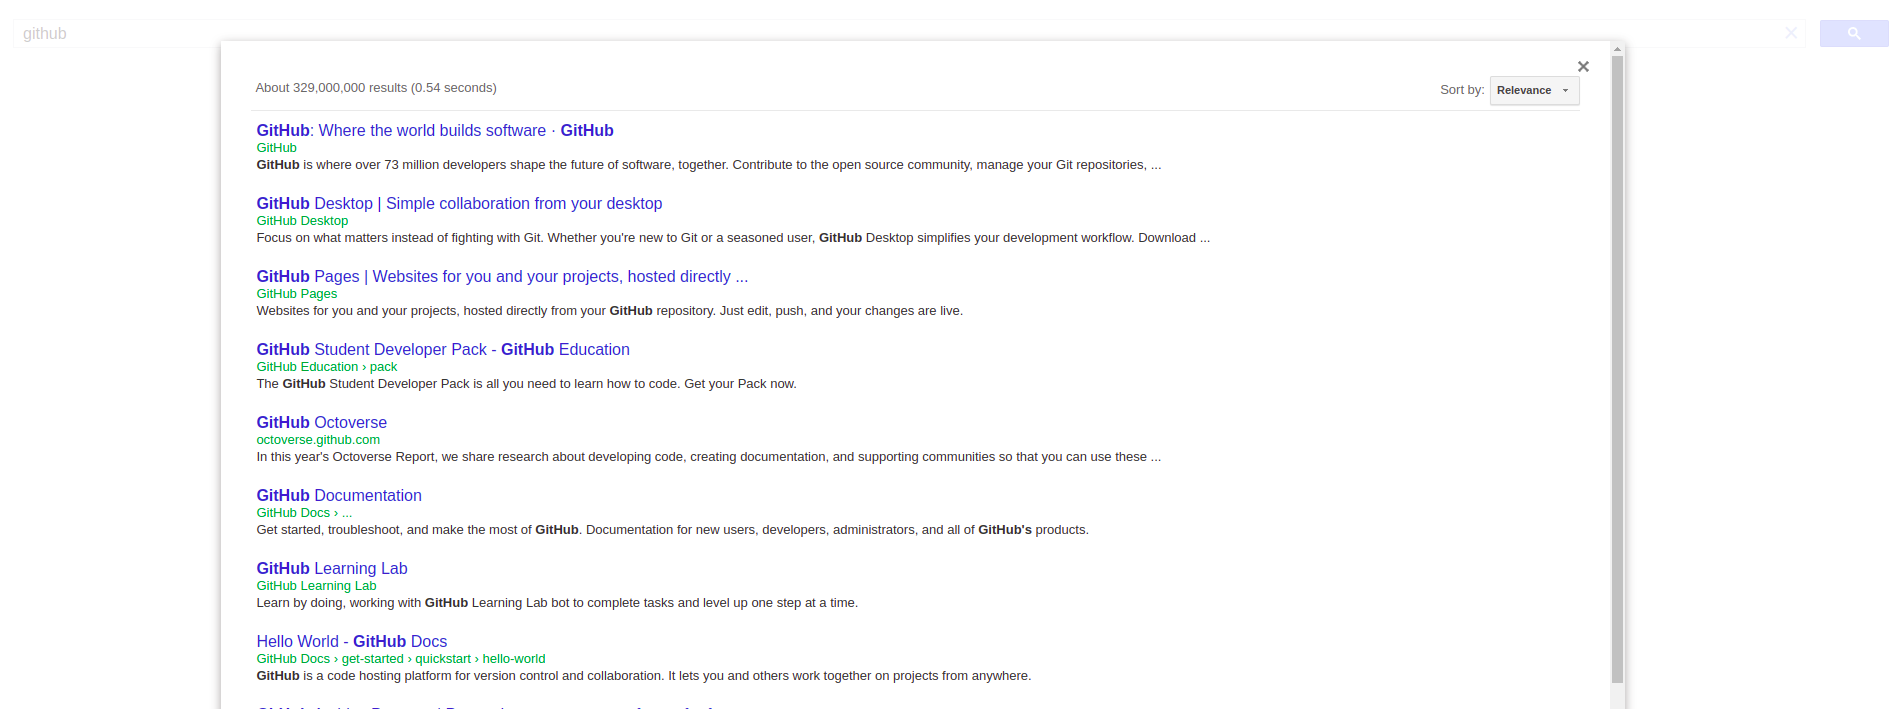 github
About 329,000,000 results (0.54 seconds)
Sort by: Relevance
GitHub: Where the world builds software · GitHub
GitHub
GitHub is where over 73 million developers shape the future of software, together. Contribute to the open source community, manage your Git repositories, ...
GitHub Desktop | Simple collaboration from your desktop
GitHub Desktop
Focus on what matters instead of fighting with Git. Whether you're new to Git or a seasoned user, GitHub Desktop simplifies your development workflow. Download ...
GitHub Pages | Websites for you and your projects, hosted directly ...
GitHub Pages
Websites for you and your projects, hosted directly from your GitHub repository. Just edit, push, and your changes are live.
GitHub Student Developer Pack - GitHub Education
GitHub Education › pack
The GitHub Student Developer Pack is all you need to learn how to code. Get your Pack now.
GitHub Octoverse
octoverse.github.com
In this year's Octoverse Report, we share research about developing code, creating documentation, and supporting communities so that you can use these ...
GitHub Documentation
GitHub Docs › ...
Get started, troubleshoot, and make the most of GitHub. Documentation for new users, developers, administrators, and all of GitHub's products.
GitHub Learning Lab
GitHub Learning Lab
Learn by doing, working with GitHub Learning Lab bot to complete tasks and level up one step at a time.
Hello World - GitHub Docs
GitHub Docs › get-started › quickstart › hello-world
GitHub is a code hosting platform for version control and collaboration. It lets you and others work together on projects from anywhere.